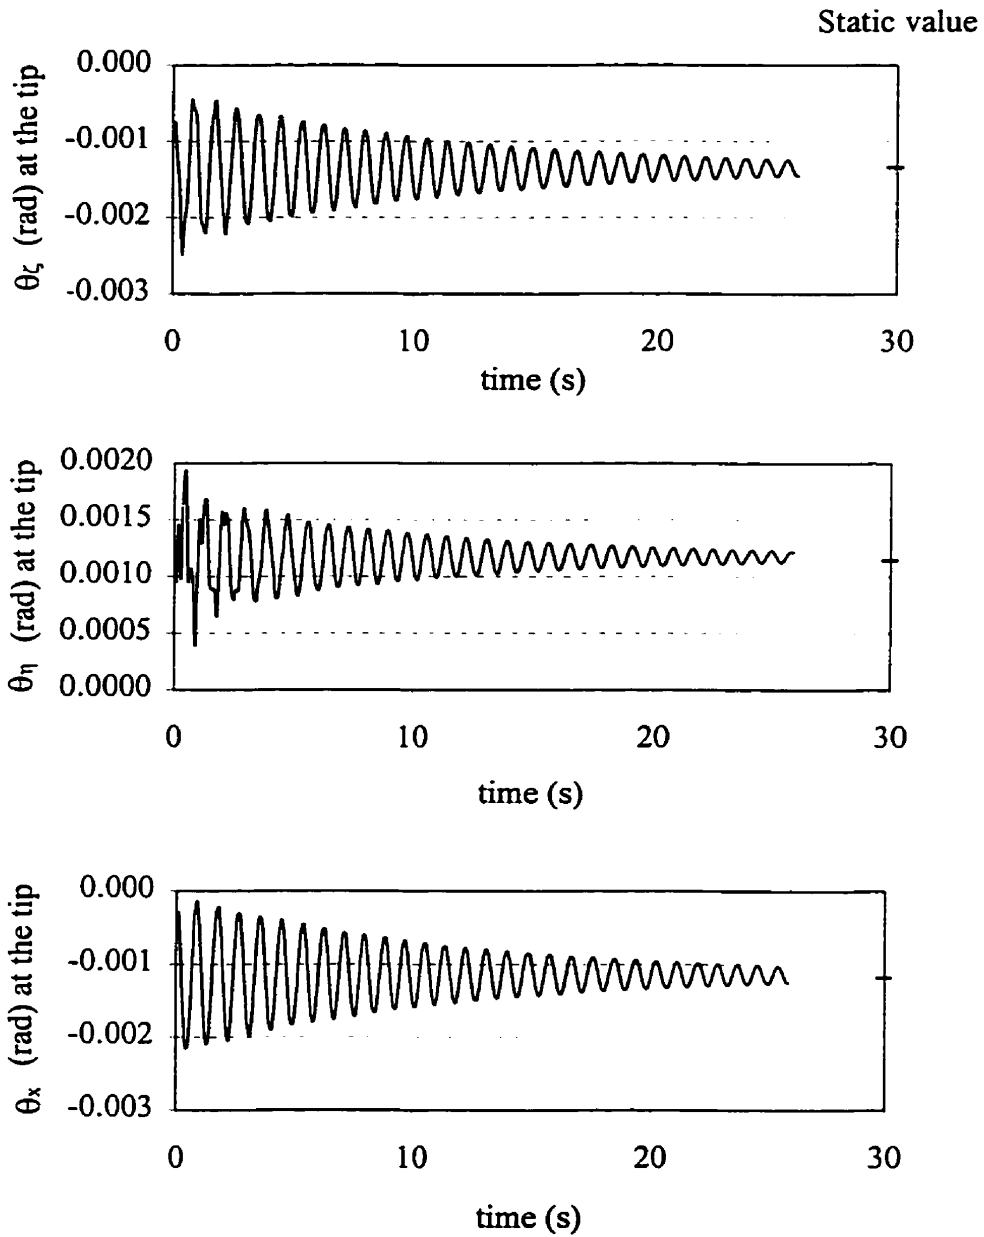 Static value
0.000
-0.001
-0.002
-0.003
θζ (rad) at the tip
0 10 20 30
time (s)
0.0020
0.0015
0.0010
0.0005
0.0000
θη (rad) at the tip
0 10 20 30
time (s)
0.000
-0.001
-0.002
-0.003
θx (rad) at the tip
0 10 20 30
time (s)